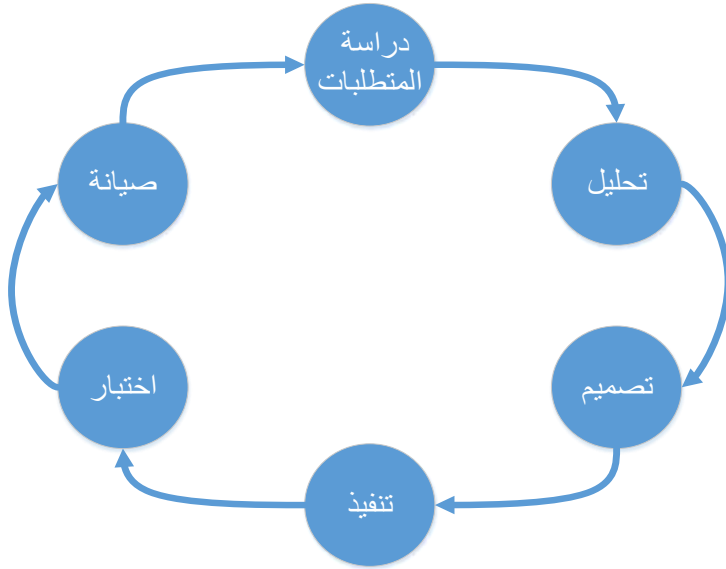 دراسة
المتطلبات
تحليل
تصميم
تنفيذ
اختبار
صيانة